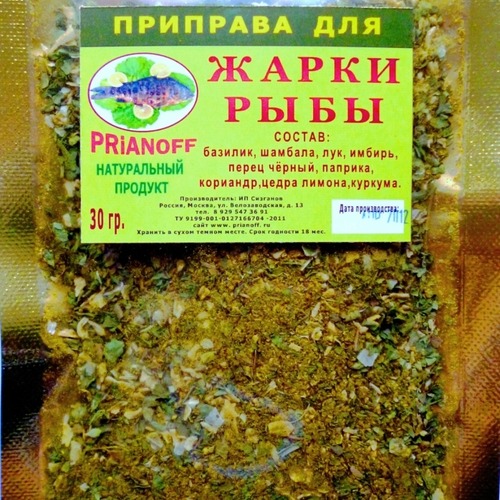 ПРИПРАВА ДЛЯ
ЖАРКИ
РЫБЫ
PRiANOFF
НАТУРАЛЬНЫЙ
ПРОДУКТ
30 гр.
СОСТАВ:
базилик, шамбала, лук, имбирь,
перец чёрный, паприка,
кориандр,цедра лимона,куркума.
Производитель: ИП Сизганов
Россия, Москва, ул. Волозаводская, д. 13
тел. 8 929 547 36 91
ТУ 9199-001-0127566704 -2011
сайт www. prianoff. ru
Хранить в сухом темном месте. Срок годности 18 мес.
Дата производства: